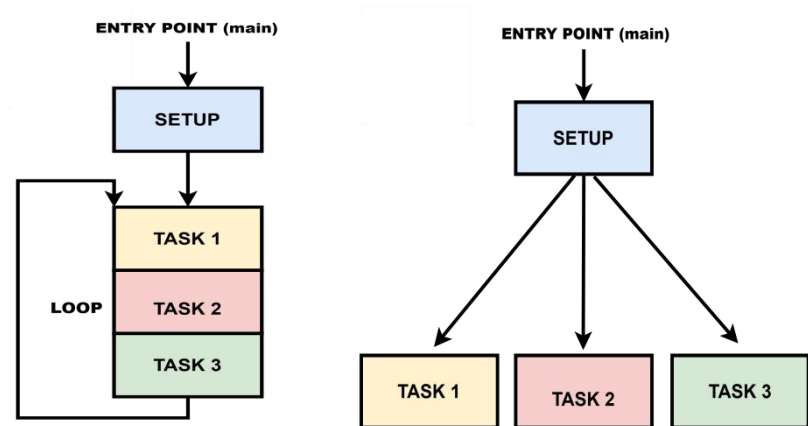 ENTRY POINT (main)
SETUP
TASK 1
LOOP
TASK 2
TASK 3
ENTRY POINT (main)
SETUP
TASK 1
TASK 2
TASK 3